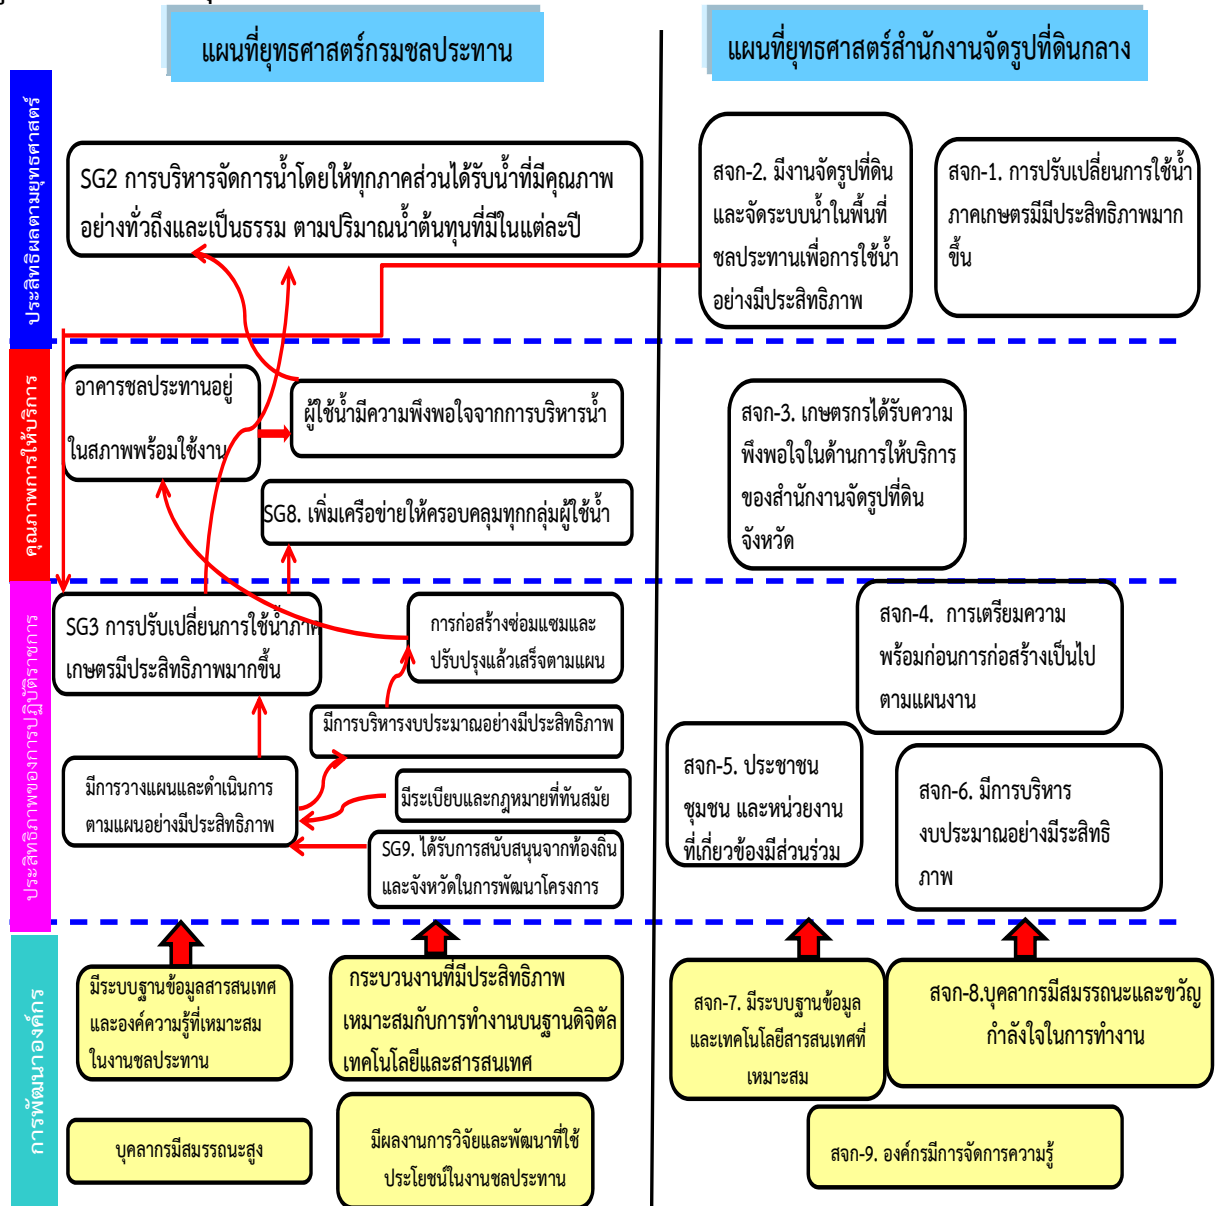 แผนที่ยุทธศาสตร์กรมชลประทาน
แผนที่ยุทธศาสตร์สำนักงานจัดรูปที่ดินกลาง
ประสิทธิผลตามยุทธศาสตร์
SG2 การบริหารจัดการน้ำโดยให้ทุกภาคส่วนได้รับน้ำที่มีคุณภาพ
อย่างทั่วถึงและเป็นธรรม ตามปริมาณน้ำต้นทุนที่มีในแต่ละปี
สจก-2. มีงานจัดรูปที่ดิน
และจัดระบบน้ำในพื้นที่
ชลประทานเพื่อการใช้น้ำ
อย่างมีประสิทธิภาพ
สจก-1. การปรับเปลี่ยนการใช้น้ำ
ภาคเกษตรมีมีประสิทธิภาพมาก
ขึ้น
คุณภาพการให้บริการ
อาคารชลประทานอยู่
ในสภาพพร้อมใช้งาน
ผู้ใช้น้ำมีความพึงพอใจจากการบริหารน้ำ
SG8. เพิ่มเครือข่ายให้ครอบคลุมทุกกลุ่มผู้ใช้น้ำ
สจก-3. เกษตรกรได้รับความ
พึงพอใจในด้านการให้บริการ
ของสำนักงานจัดรูปที่ดิน
จังหวัด
ประสิทธิภาพของการปฏิบัติราชการ
SG3 การปรับเปลี่ยนการใช้น้ำภาค
เกษตรมีประสิทธิภาพมากขึ้น
การก่อสร้างซ่อมแซมและ
ปรับปรุงแล้วเสร็จตามแผน
มีการบริหารงบประมาณอย่างมีประสิทธิภาพ
มีการวางแผนและดำเนินการ
ตามแผนอย่างมีประสิทธิภาพ
มีระเบียบและกฎหมายที่ทันสมัย
SG9. ได้รับการสนับสนุนจากท้องถิ่น
และจังหวัดในการพัฒนาโครงการ
สจก-4.  การเตรียมความ
พร้อมก่อนการก่อสร้างเป็นไป
ตามแผนงาน
สจก-5. ประชาชน
ชุมชน และหน่วยงาน
ที่เกี่ยวข้องมีส่วนร่วม
สจก-6. มีการบริหาร
งบประมาณอย่างมีระสิทธิ
ภาพ
การพัฒนาองค์กร
มีระบบฐานข้อมูลสารสนเทศ
และองค์ความรู้ที่เหมาะสม
ในงานชลประทาน
กระบวนงานที่มีประสิทธิภาพ
เหมาะสมกับการทำงานบนฐานดิจิตัล
เทคโนโลยีและสารสนเทศ
บุคลากรมีสมรรถนะสูง
มีผลงานการวิจัยและพัฒนาที่ใช้
ประโยชน์ในงานชลประทาน
สจก-7. มีระบบฐานข้อมูล
และเทคโนโลยีสารสนเทศที่
เหมาะสม
สจก-8.บุคลากรมีสมรรถนะและขวัญ
กำลังใจในการทำงาน
สจก-9. องค์กรมีการจัดการความรู้